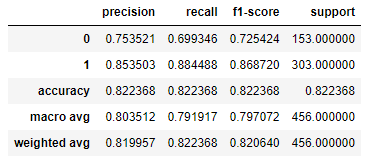 precision recall f1-score support
0 0.753521 0.699346 0.725424 153.000000
1 0.853503 0.884488 0.868720 303.000000
accuracy 0.822368 0.822368 0.822368 0.822368
macro avg 0.803512 0.791917 0.797072 456.000000
weighted avg 0.819957 0.822368 0.820640 456.000000